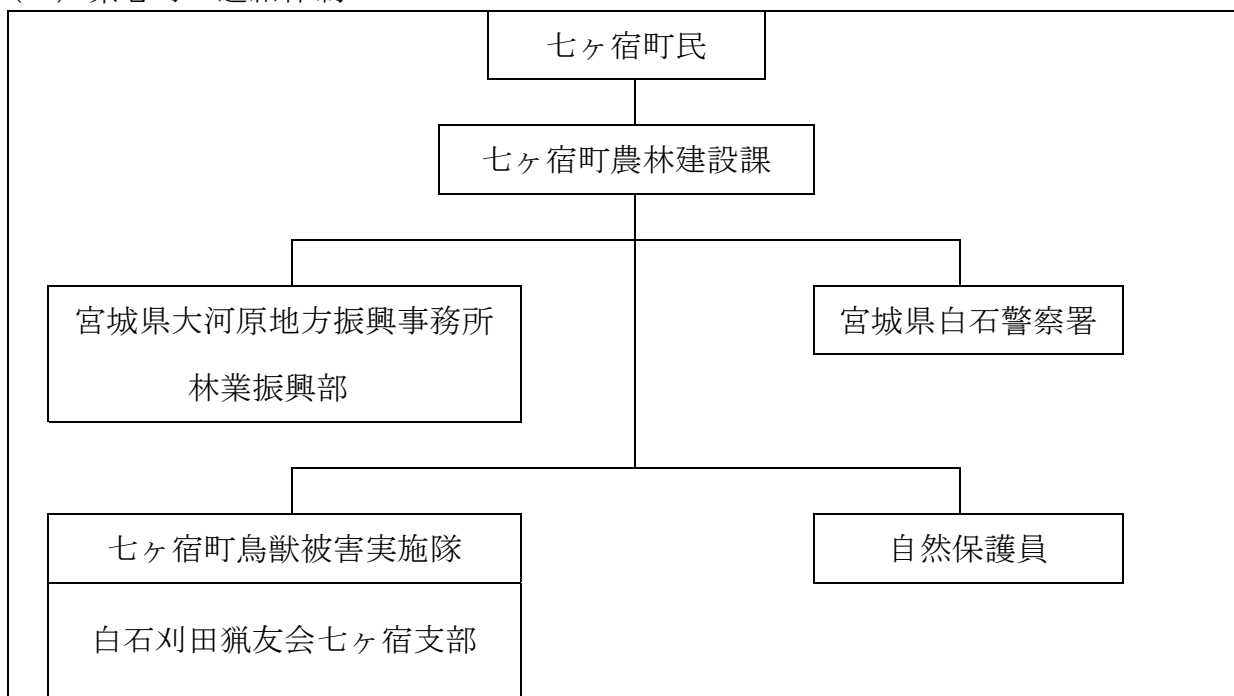 七ヶ宿町民
七ヶ宿町農林建設課
宮城県大河原地方振興事務所
林業振興部
宮城県白石警察署
七ヶ宿町鳥獣被害実施隊
白石刈田猟友会七ヶ宿支部
自然保護員